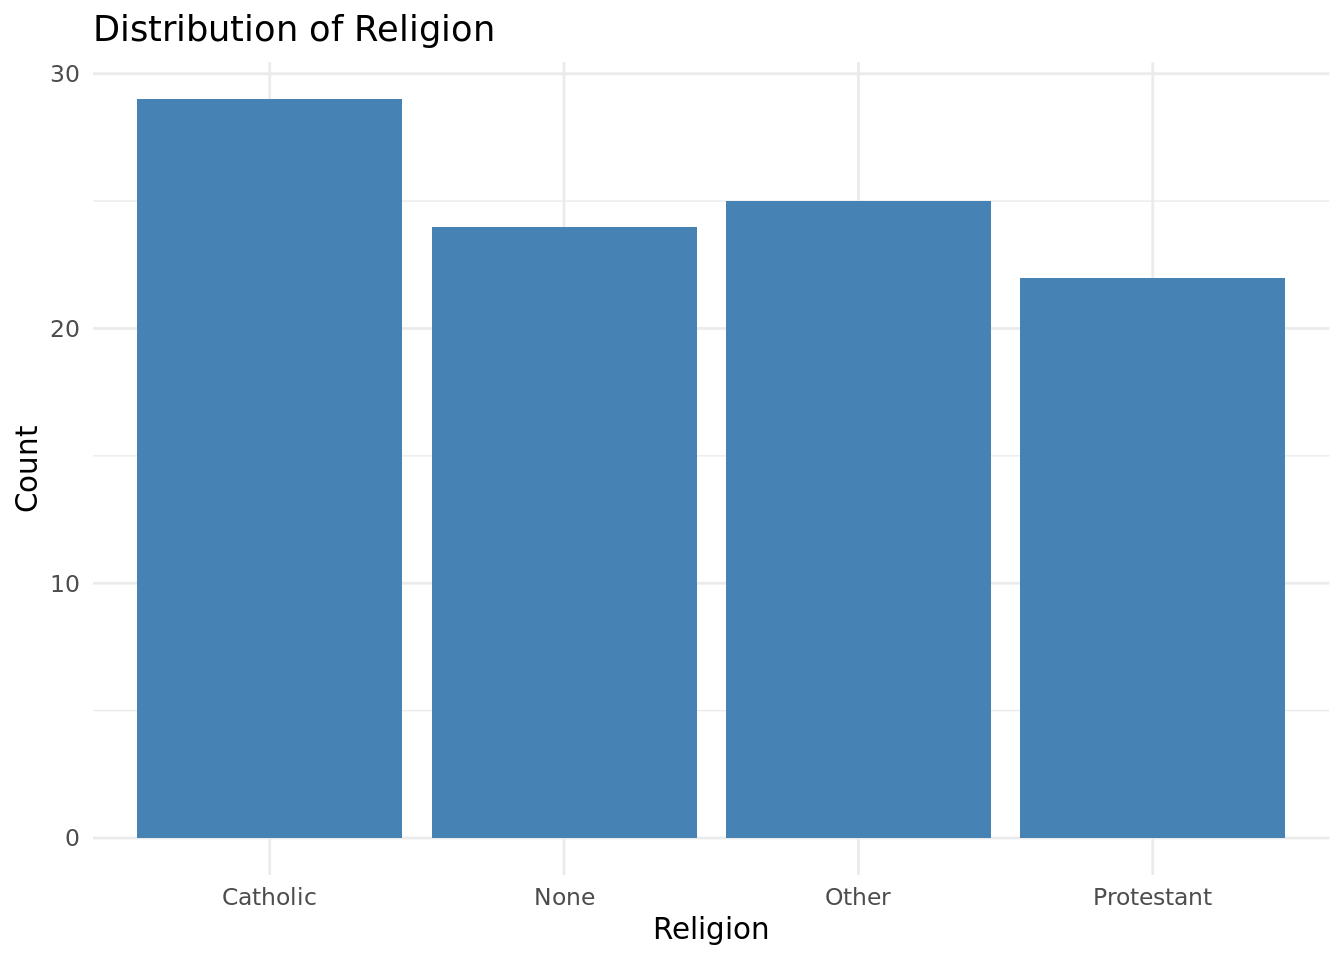 Distribution of Religion
30
20
10
0
Count
Catholic None Other Protestant
Religion